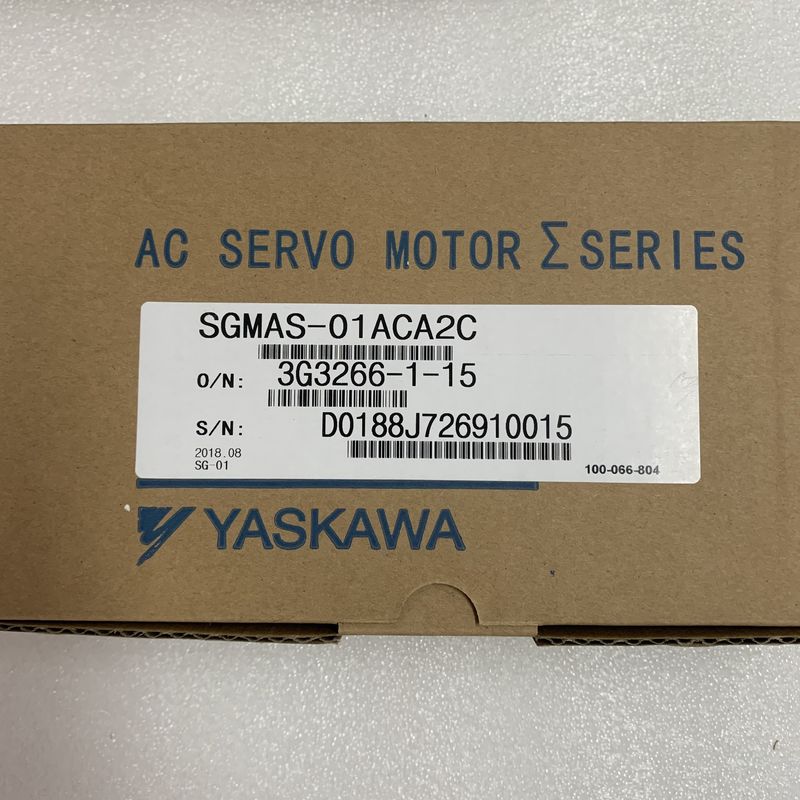 AC SERVO MOTOR Σ SERIES
SGMAS-01ACA2C
O/N: 3G3266-1-15
S/N: D0188J726910015
2018.08
SG-01
100-066-804
YASKAWA